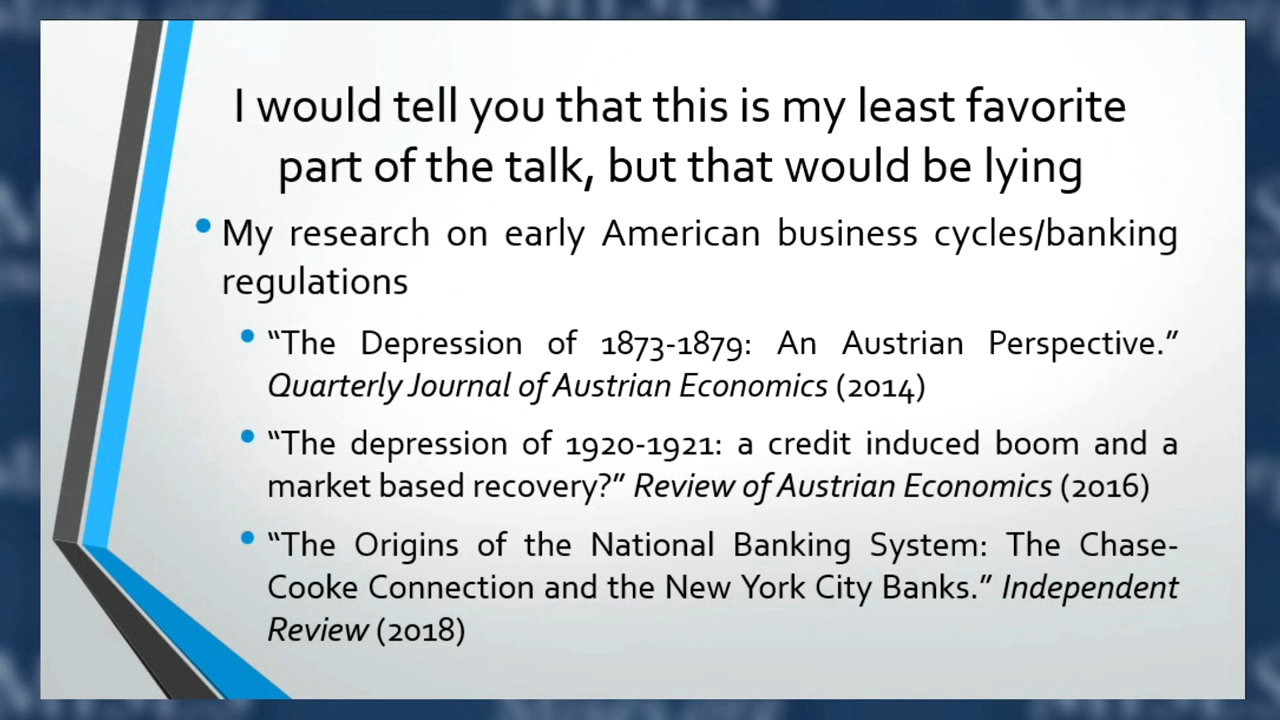 I would tell you that this is my least favorite
part of the talk, but that would be lying
• My research on early American business cycles/banking
regulations
• “The Depression of 1873-1879: An Austrian Perspective.”
Quarterly Journal of Austrian Economics (2014)
• “The depression of 1920-1921: a credit induced boom and a
market based recovery?” Review of Austrian Economics (2016)
• “The Origins of the National Banking System: The Chase-
Cooke Connection and the New York City Banks.” Independent
Review (2018)